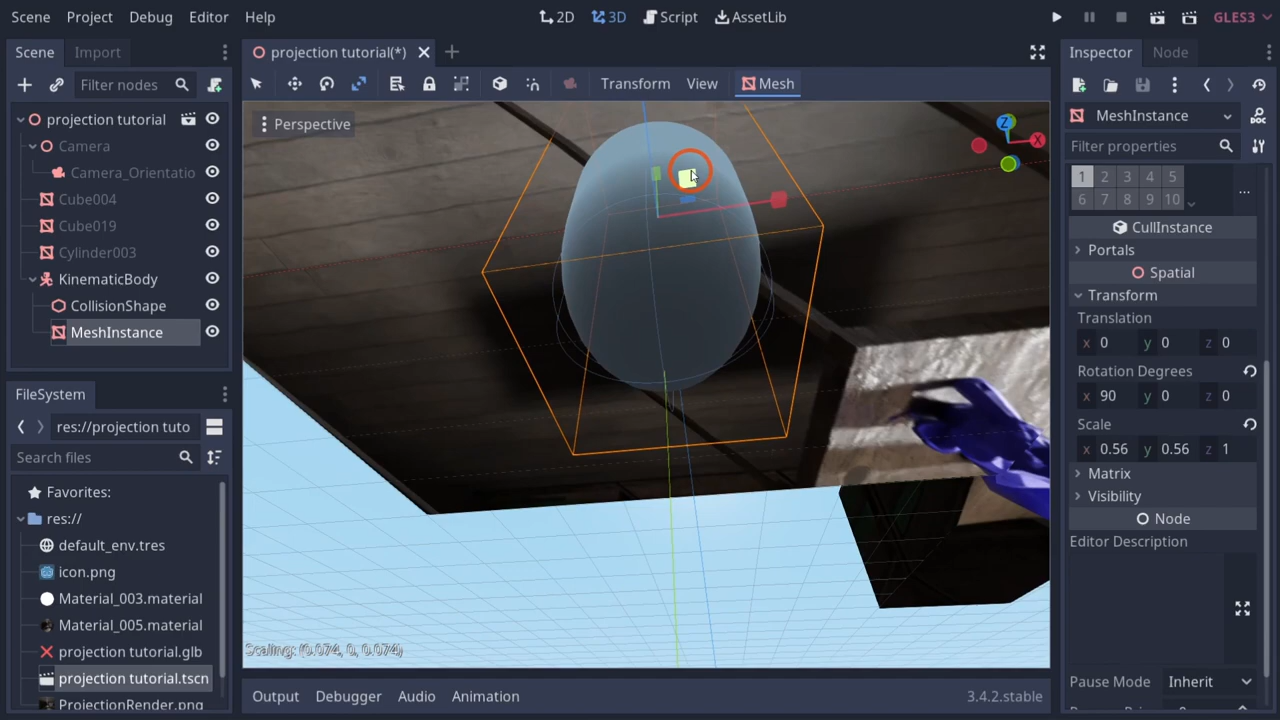 Scene Project Debug Editor Help
2D 3D Script AssetLib
GLES3
Scene Import
projection tutorial(*)
Inspector Node
Filter nodes
Transform View Mesh
projection tutorial
Camera
Camera_Orientatio
Cube004
Cube019
Cylinder003
KinematicBody
CollisionShape
MeshInstance
Perspective
Z
X
Scaling: (0.074, 0, 0.074)
MeshInstance
Filter properties
1 2 3 4 5
6 7 8 9 10
CullInstance
Portals
Spatial
Transform
Translation
x 0 y 0 z 0
Rotation Degrees
x 90 y 0 z 0
Scale
x 0.56 y 0.56 z 1
Matrix
Visibility
Node
Editor Description
Pause Mode Inherit
FileSystem
res://projection tuto
Search files
Favorites:
res://
default_env.tres
icon.png
Material_003.material
Material_005.material
projection tutorial.glb
projection tutorial.tscn
ProjectionRender.png
Output Debugger Audio Animation
3.4.2.stable